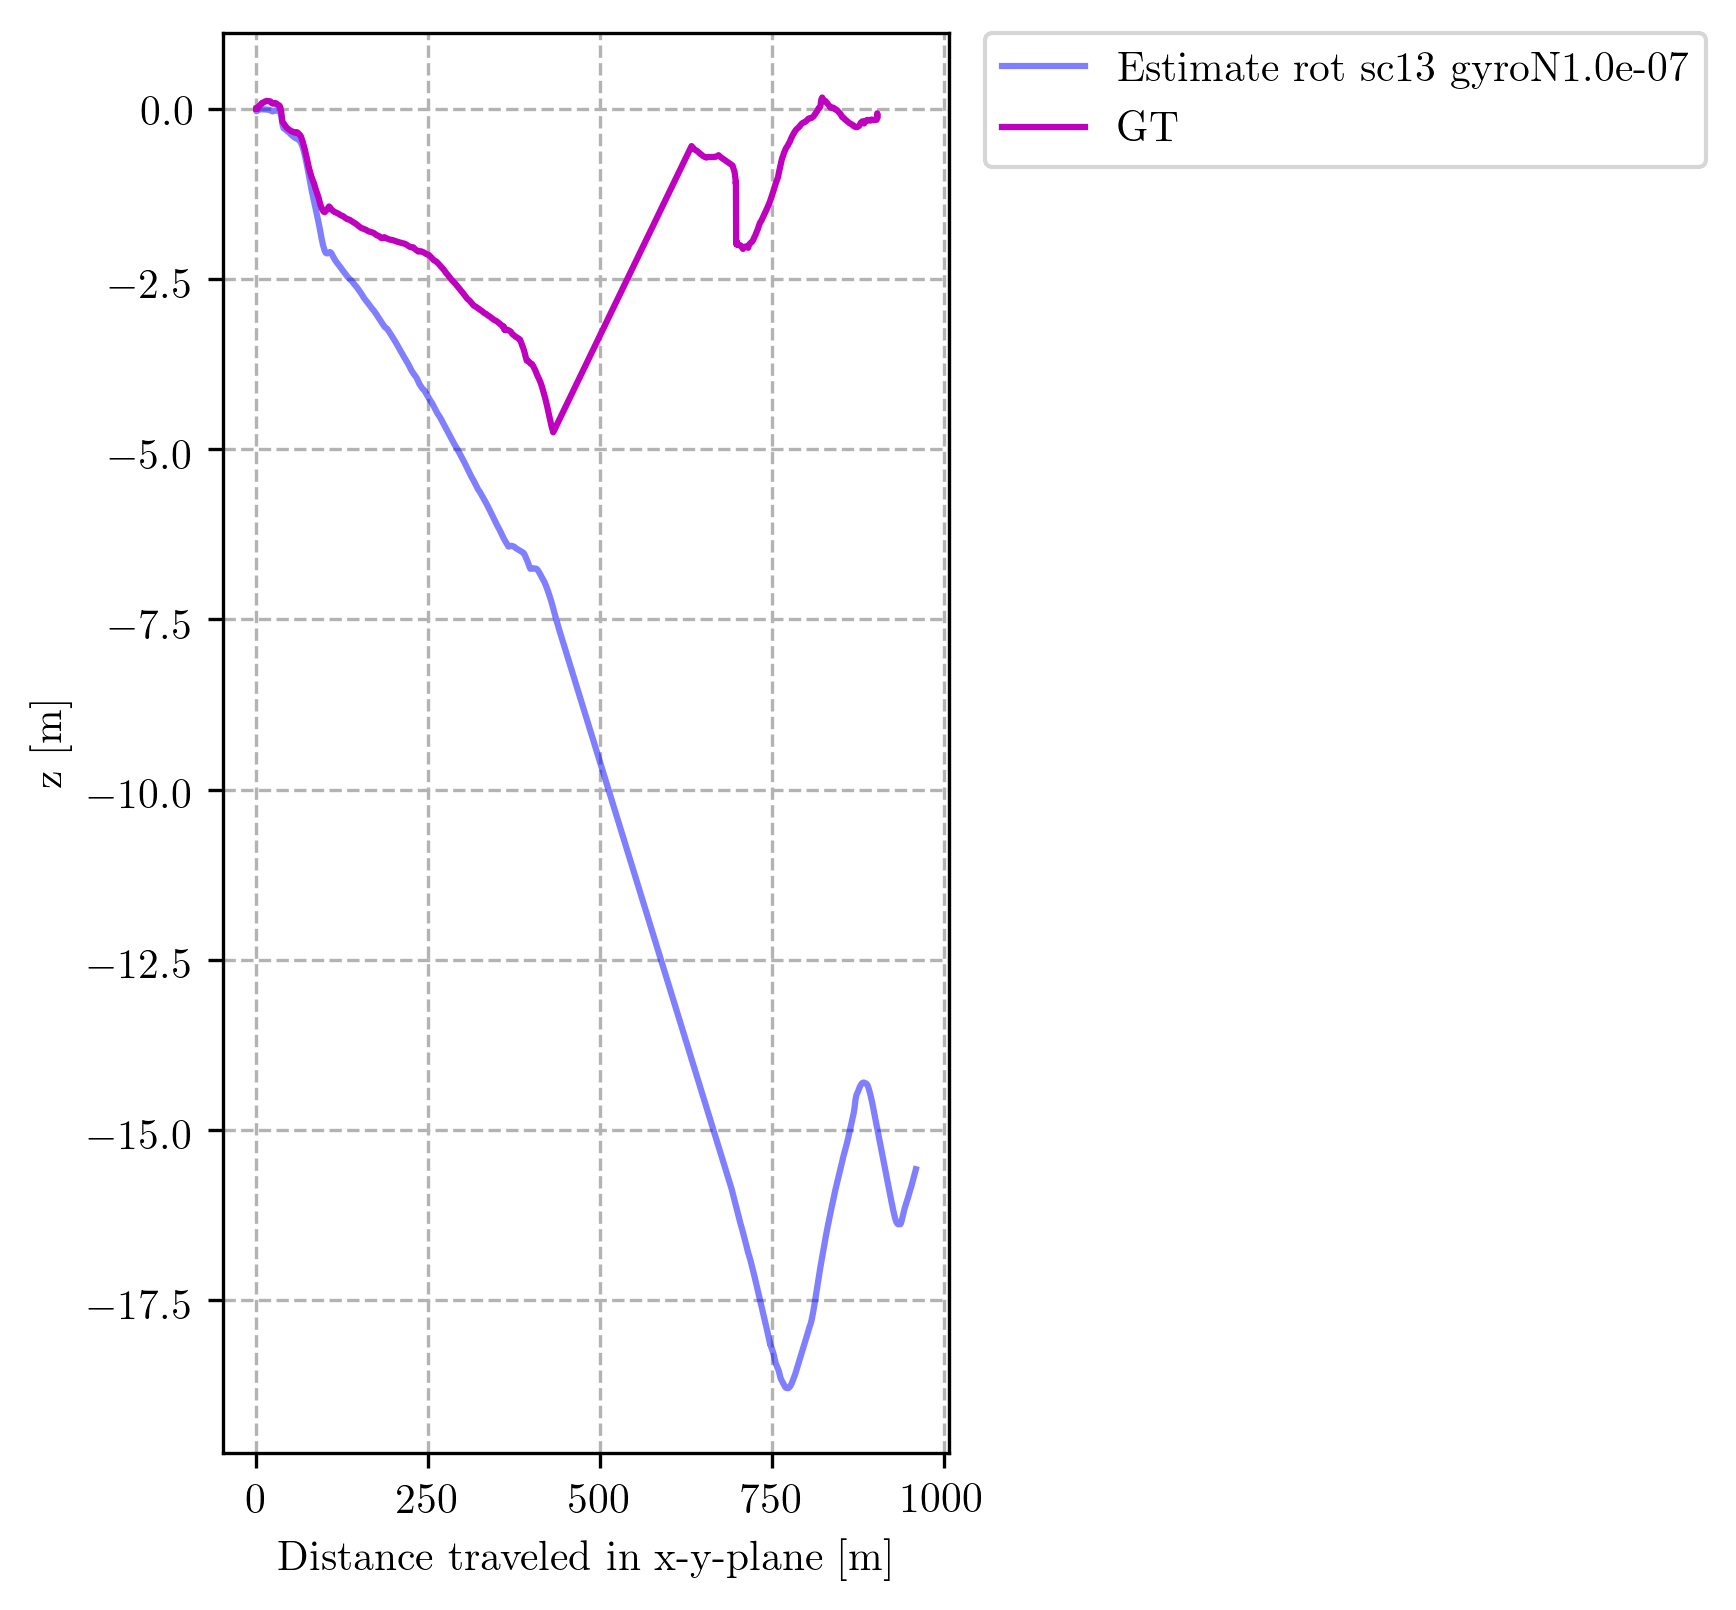 Estimate rot sc13 gyroN1.0e-07
GT
0.0
−2.5
−5.0
−7.5
−10.0
−12.5
−15.0
−17.5
z [m]
0 250 500 750 1000
Distance traveled in x-y-plane [m]